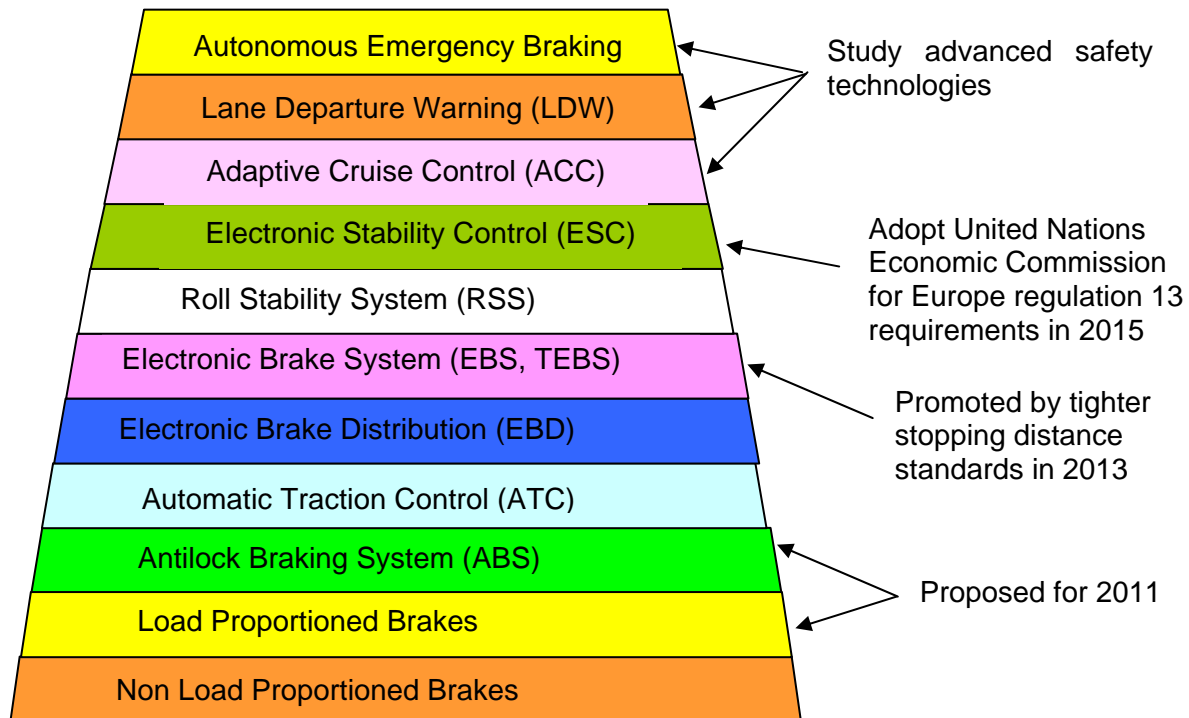 Autonomous Emergency Braking
Study advanced safety
technologies
Lane Departure Warning (LDW)
Adaptive Cruise Control (ACC)
Electronic Stability Control (ESC)
Adopt United Nations
Economic Commission
for Europe regulation 13
requirements in 2015
Roll Stability System (RSS)
Electronic Brake System (EBS, TEBS)
Promoted by tighter
stopping distance
standards in 2013
Electronic Brake Distribution (EBD)
Automatic Traction Control (ATC)
Antilock Braking System (ABS)
Proposed for 2011
Load Proportioned Brakes
Non Load Proportioned Brakes